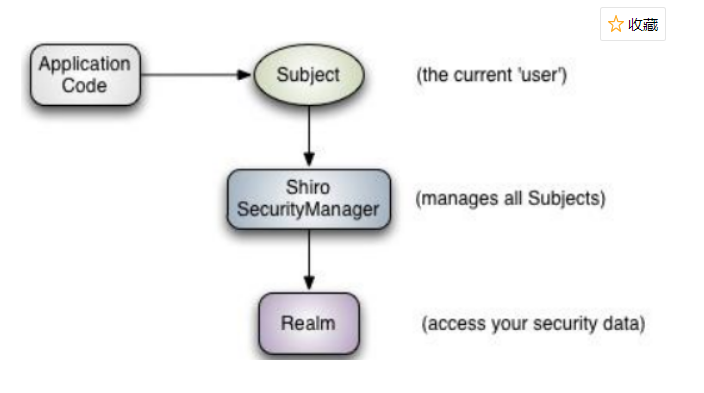 收藏
Application
Code
Subject
(the current 'user')
Shiro
SecurityManager
(manages all Subjects)
Realm
(access your security data)